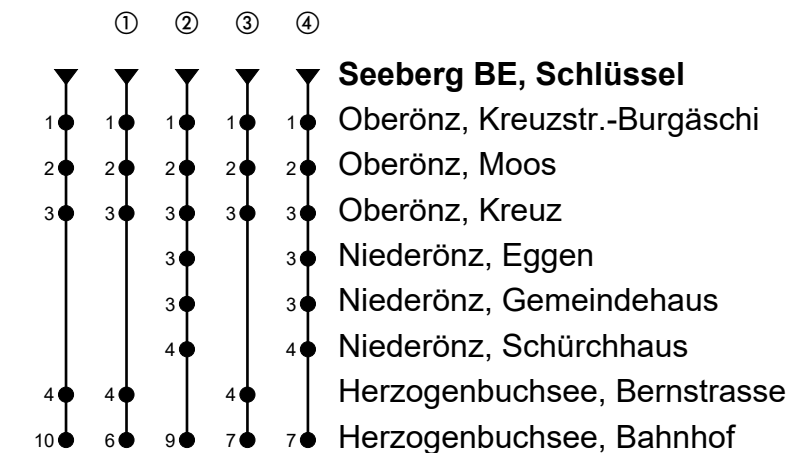 ① ② ③ ④
Seeberg BE, Schlüssel
1 1 1 1 1 Oberönz, Kreuzstr.-Burgäschi
2 2 2 2 2 Oberönz, Moos
3 3 3 3 3 Oberönz, Kreuz
3 3 Niederönz, Eggen
3 3 Niederönz, Gemeindehaus
4 4 Niederönz, Schürchhaus
4 4 4 Herzogenbuchsee, Bernstrasse
10 6 9 7 7 Herzogenbuchsee, Bahnhof